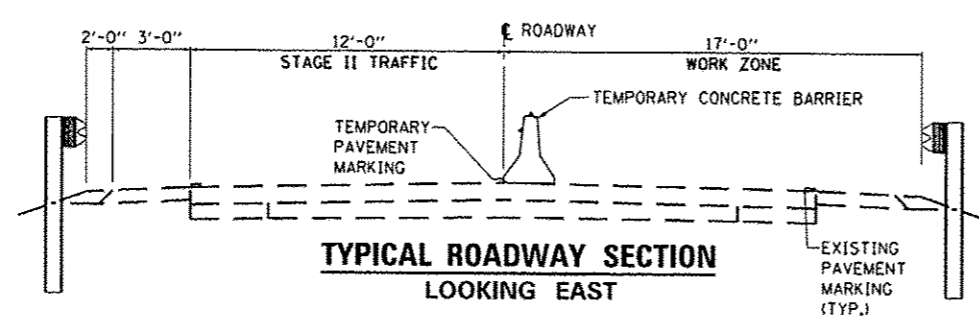 ℄ ROADWAY
2'-0" 3'-0" 12'-0" 17'-0"
STAGE II TRAFFIC
WORK ZONE
TEMPORARY CONCRETE BARRIER
TEMPORARY
PAVEMENT
MARKING
TYPICAL ROADWAY SECTION
LOOKING EAST
EXISTING
PAVEMENT
MARKING
(TYP.)